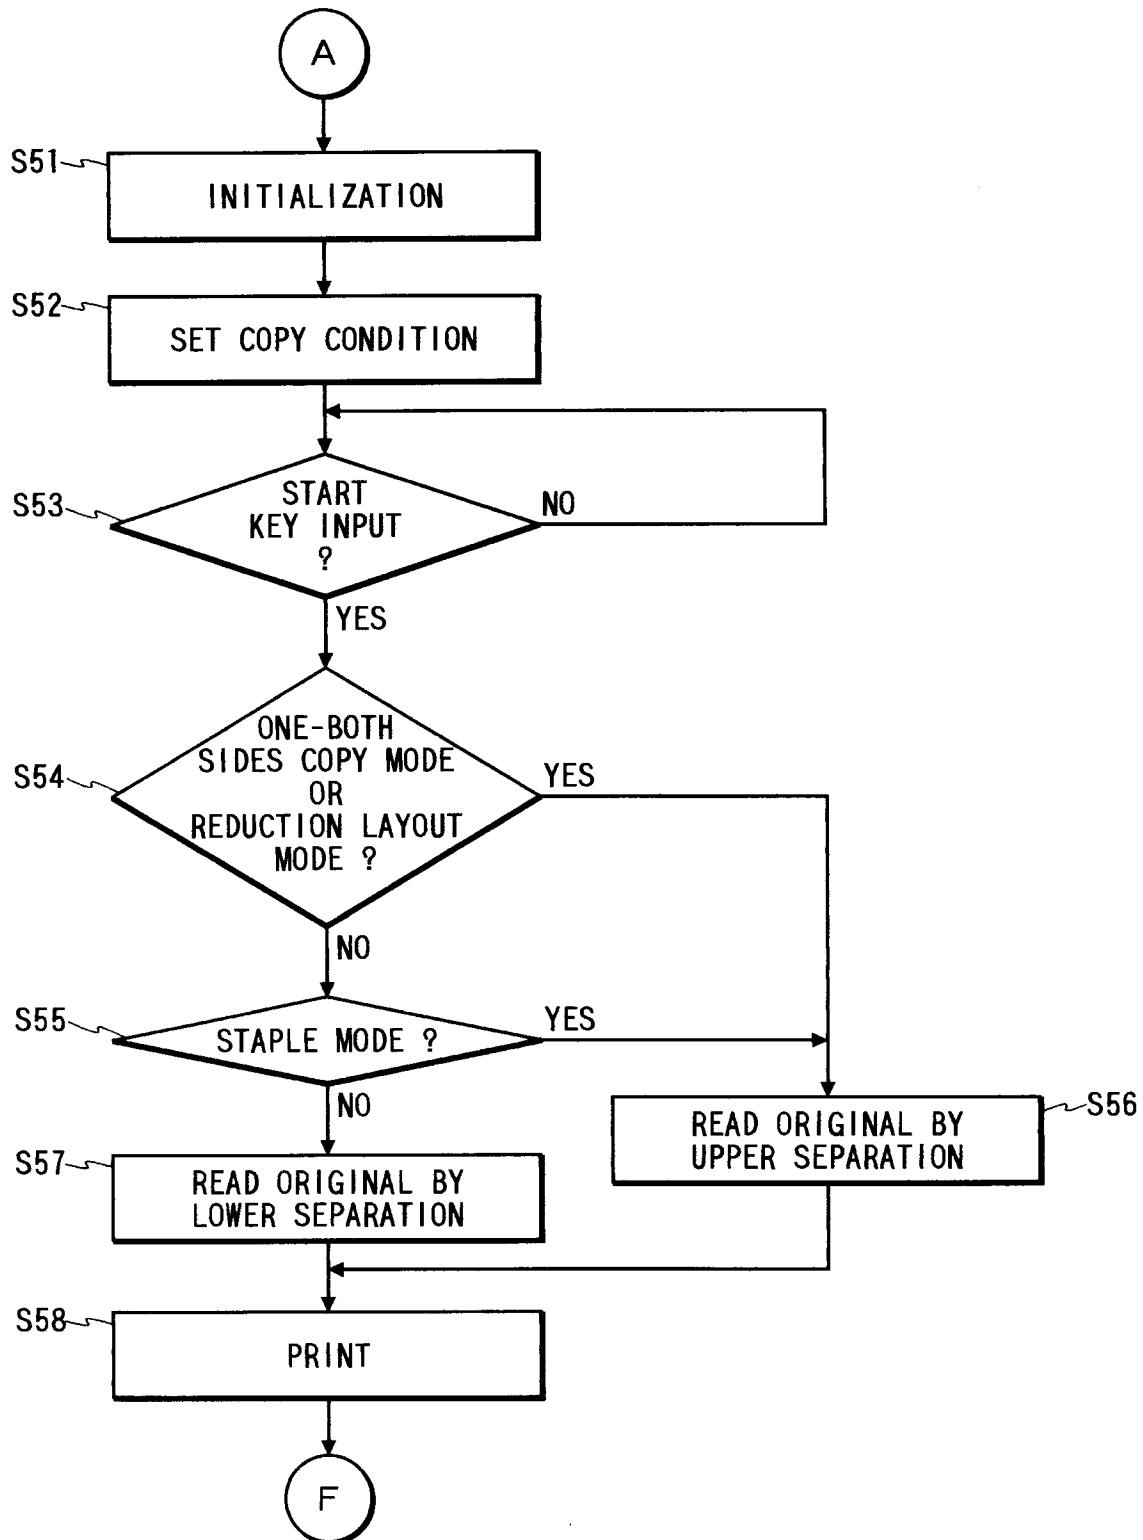 A
S51
INITIALIZATION
S52
SET COPY CONDITION
S53
START
KEY INPUT
?
NO
YES
S54
ONE-BOTH
SIDES COPY MODE
OR
REDUCTION LAYOUT
MODE ?
YES
NO
S55
STAPLE MODE ?
YES
NO
S56
READ ORIGINAL BY
UPPER SEPARATION
S57
READ ORIGINAL BY
LOWER SEPARATION
S58
PRINT
F